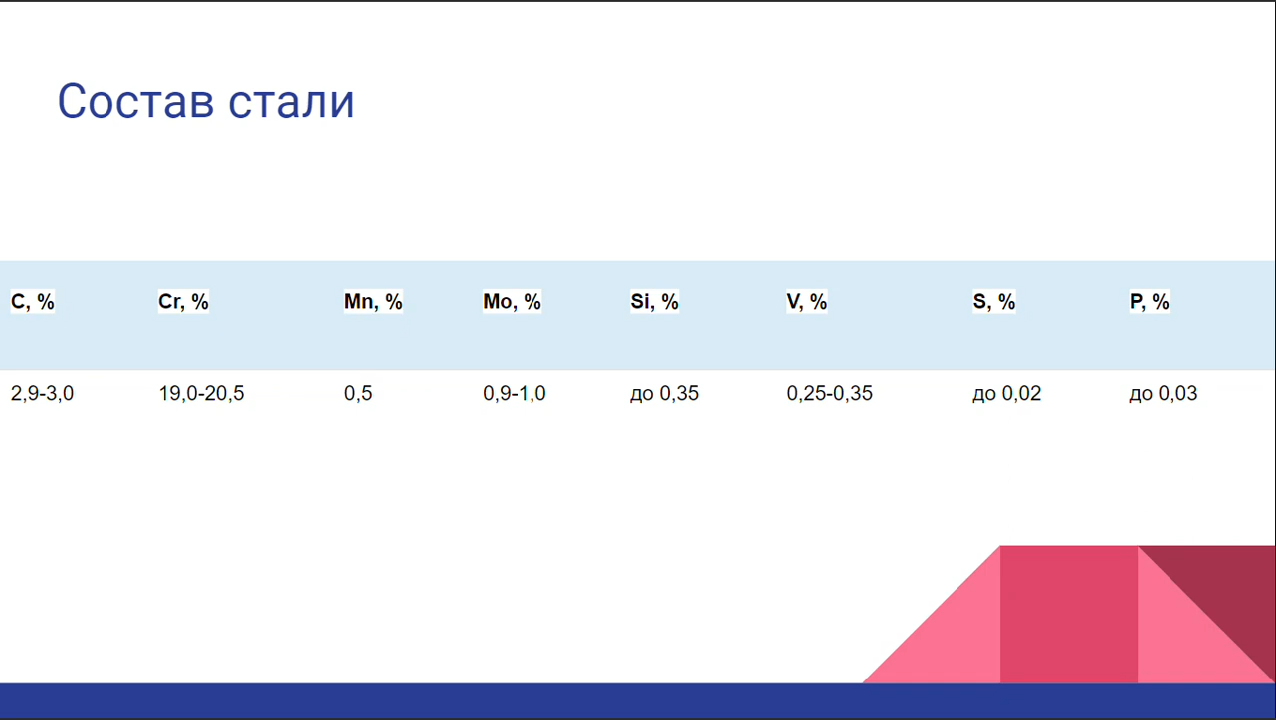 Состав стали
C, % Cr, % Mn, % Mo, % Si, % V, % S, % P, %
2,9-3,0 19,0-20,5 0,5 0,9-1,0 до 0,35 0,25-0,35 до 0,02 до 0,03